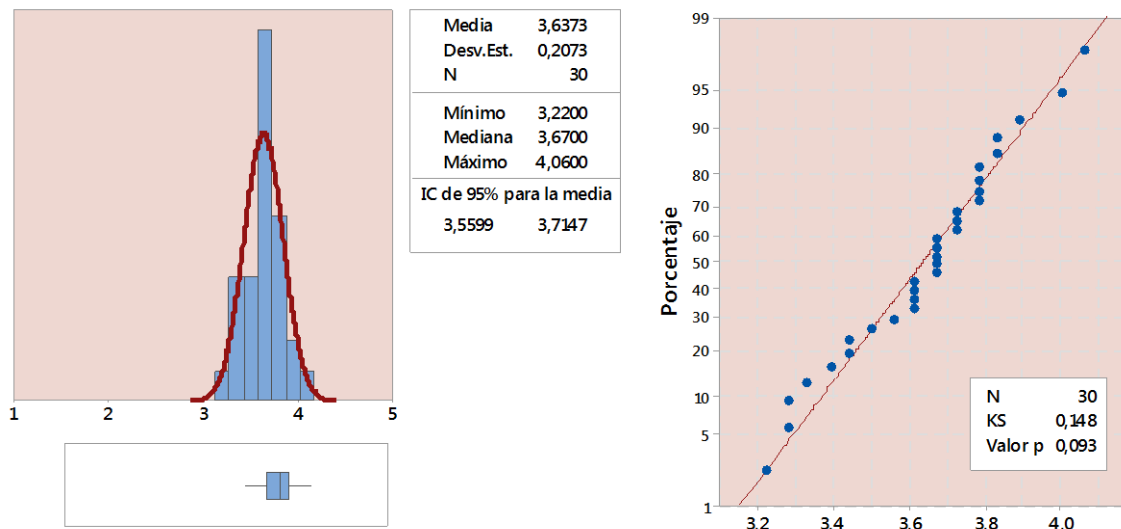 1 2 3 4 5
Media 3,6373
Desv.Est. 0,2073
N 30
Mínimo 3,2200
Mediana 3,6700
Máximo 4,0600
IC de 95% para la media
3,5599 3,7147
Porcentaje
99
95
90
80
70
60
50
40
30
20
10
5
1
N 30
KS 0,148
Valor p 0,093
3,2 3,4 3,6 3,8 4,0